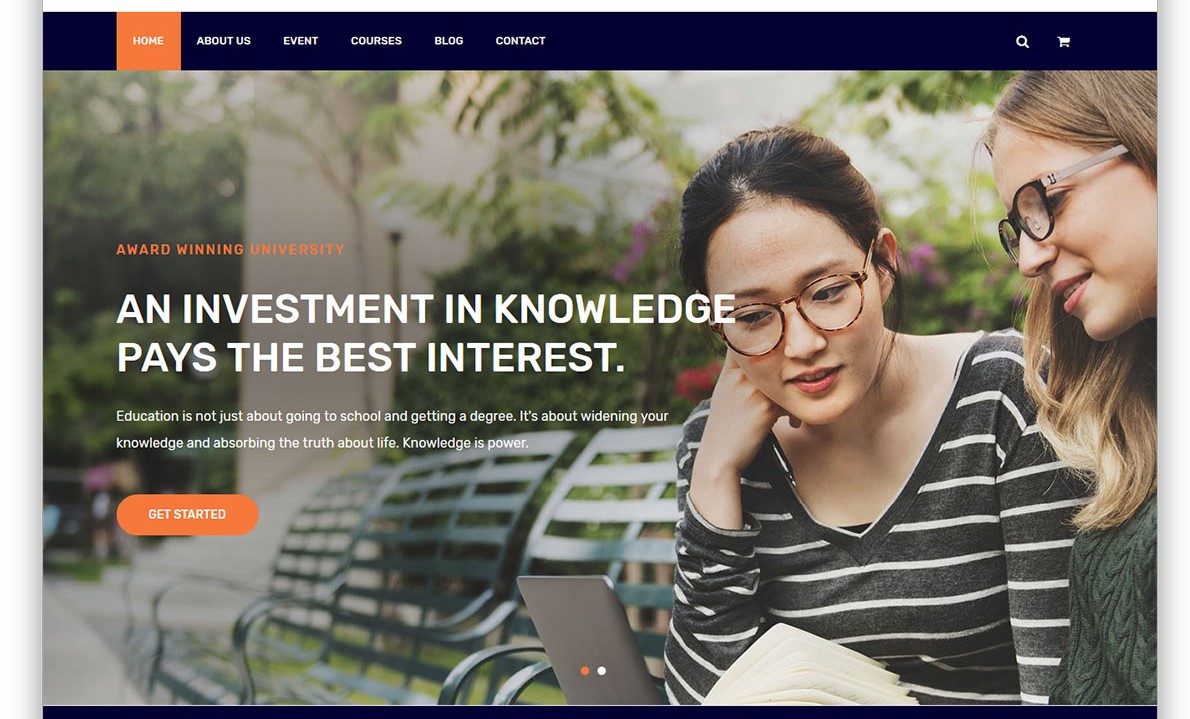 HOME ABOUT US EVENT COURSES BLOG CONTACT
AWARD WINNING UNIVERSITY
AN INVESTMENT IN KNOWLEDGE
PAYS THE BEST INTEREST.
Education is not just about going to school and getting a degree. It's about widening your
knowledge and absorbing the truth about life. Knowledge is power.
GET STARTED